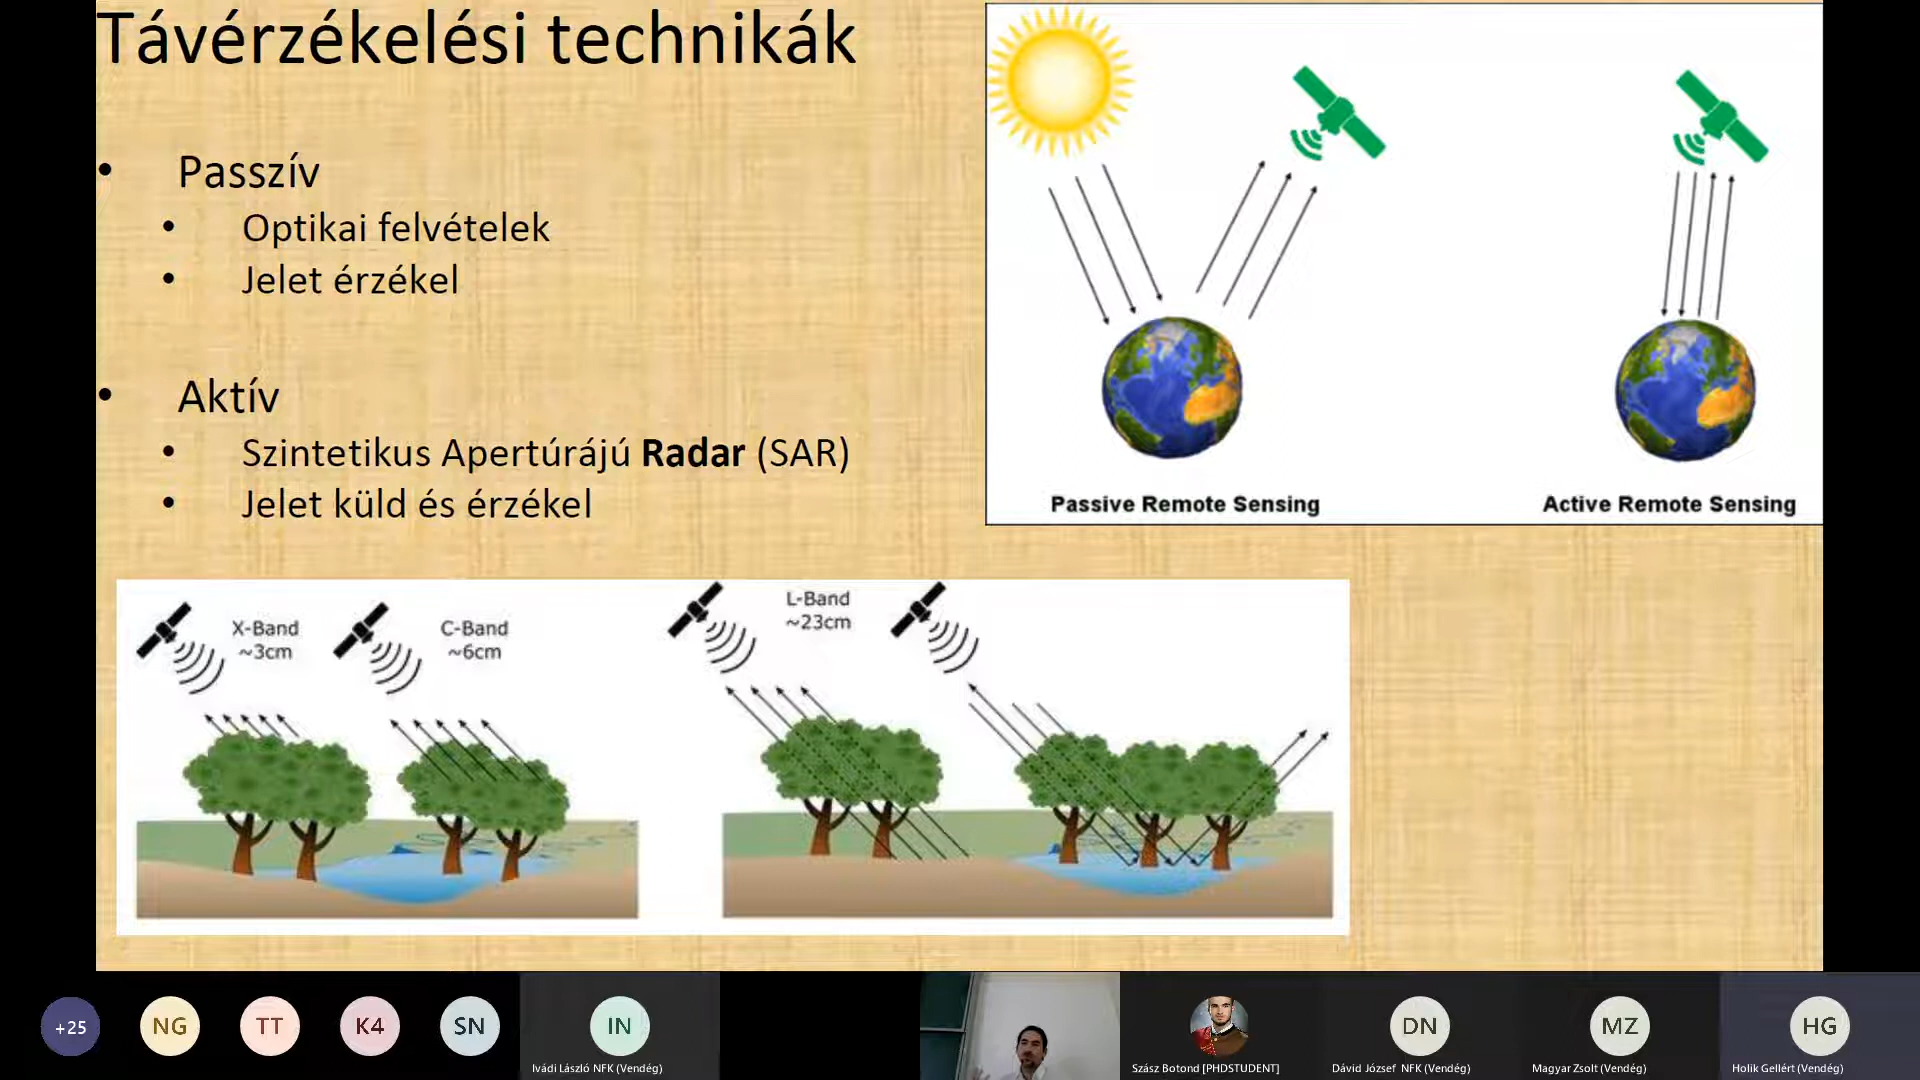 Távérzékelési technikák
• Passzív
• Optikai felvételek
• Jelet érzékel
• Aktív
• Szintetikus Apertúrájú Radar (SAR)
• Jelet küld és érzékel
Passive Remote Sensing
Active Remote Sensing
X-Band
~3cm
C-Band
~6cm
L-Band
~23cm
+25
NG
TT
K4
SN
IN
Ivádi László NFK (Vendég)
Szász Botond [PHDSTUDENT]
DN
Dávid József NFK (Vendég)
MZ
Magyar Zsolt (Vendég)
HG
Holik Gellért (Vendég)